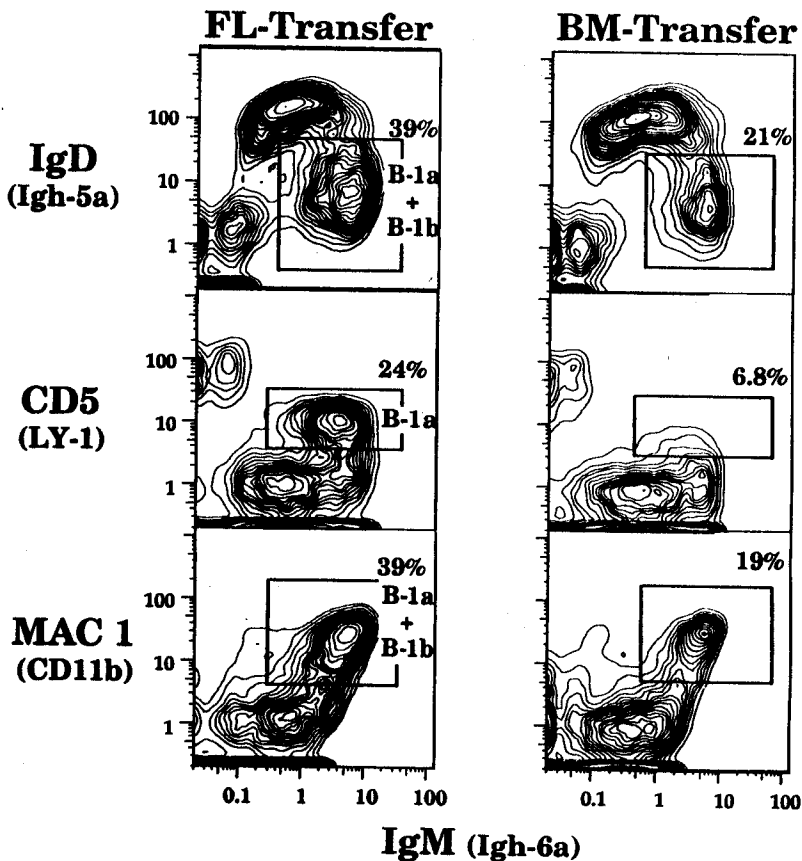 FL-Transfer BM-Transfer
IgD
(Igh-5a)
100
10
1
39%
B-1a
+
B-1b
21%
CD5
(LY-1)
100
10
1
24%
B-1a
6.8%
MAC 1
(CD11b)
100
10
1
39%
B-1a
+
B-1b
19%
0.1 1 10 100 0.1 1 10 100
IgM (Igh-6a)